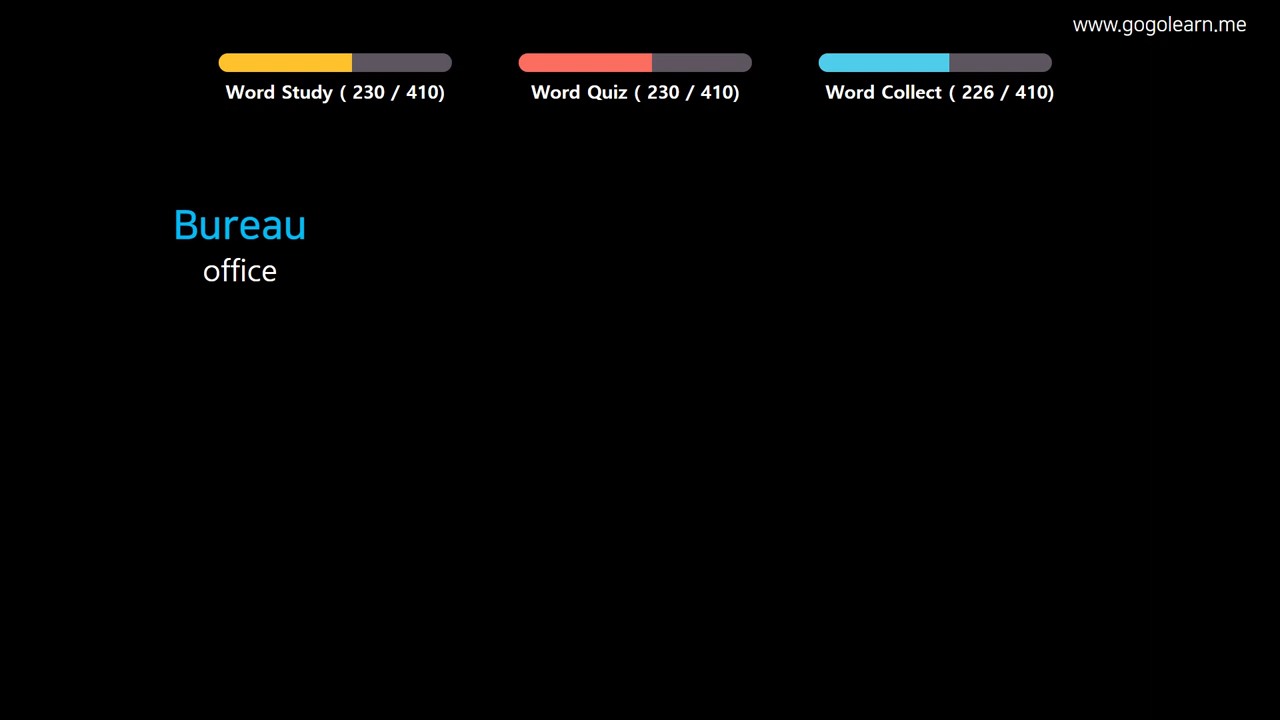 www.gogolearn.me
Word Study ( 230 / 410)
Word Quiz ( 230 / 410)
Word Collect ( 226 / 410)
Bureau
office